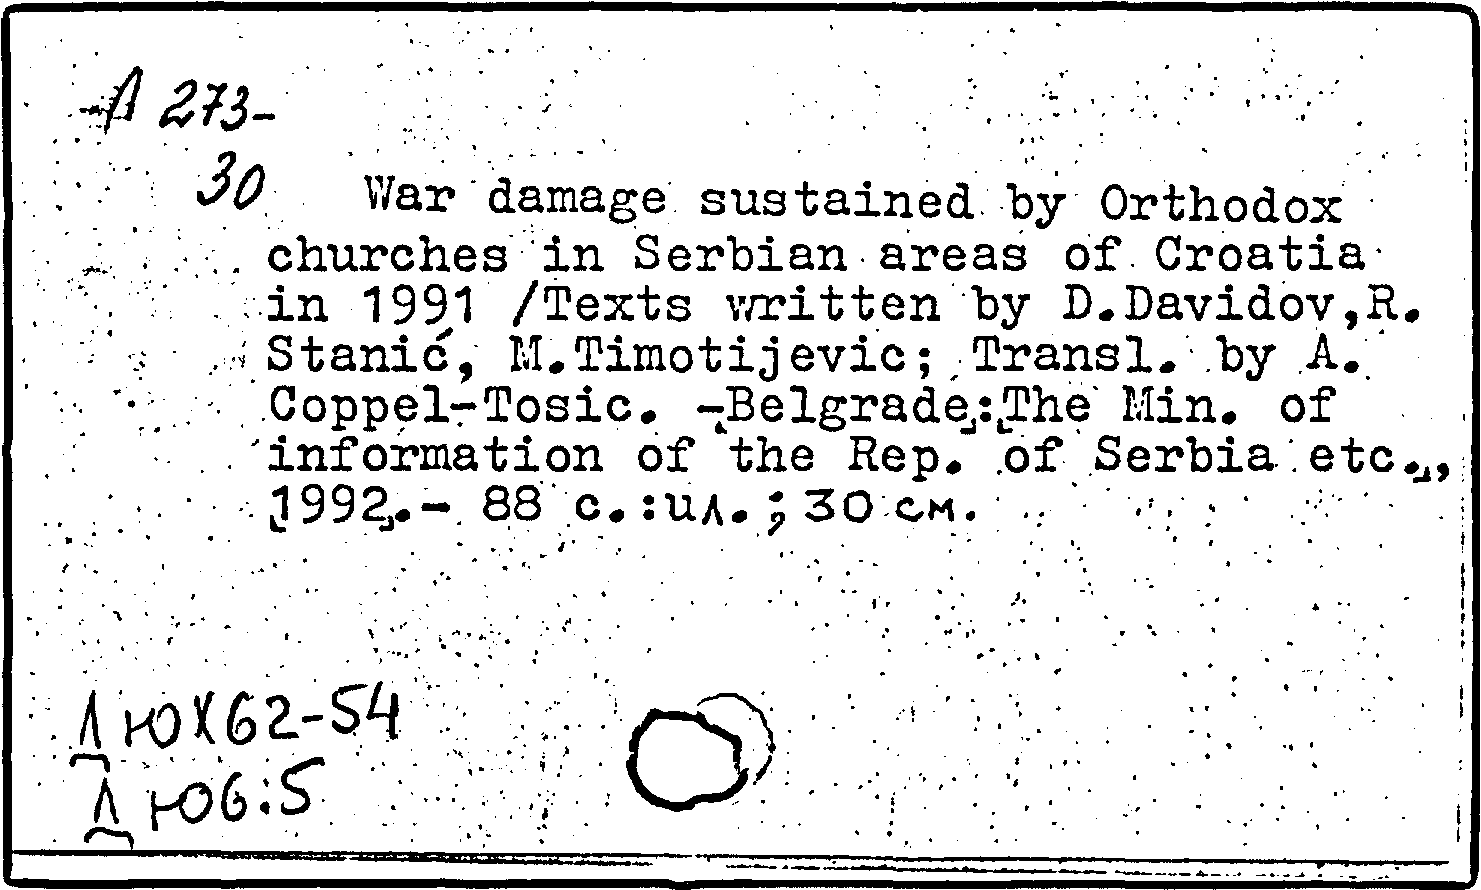 Л 273-
30
War damage sustained by Orthodox
churches in Serbian areas of Croatia
in 1991 /Texts written by D.Davidov,R.
Stanić, M.Timotijevic; Transl. by A.
Coppel-Tosic. -Belgrade:The Min. of
information of the Rep. of Serbia etc.,
1992.- 88 с.:ил.; 30 см.
Л ЮХ62-54
Л Ю6:5